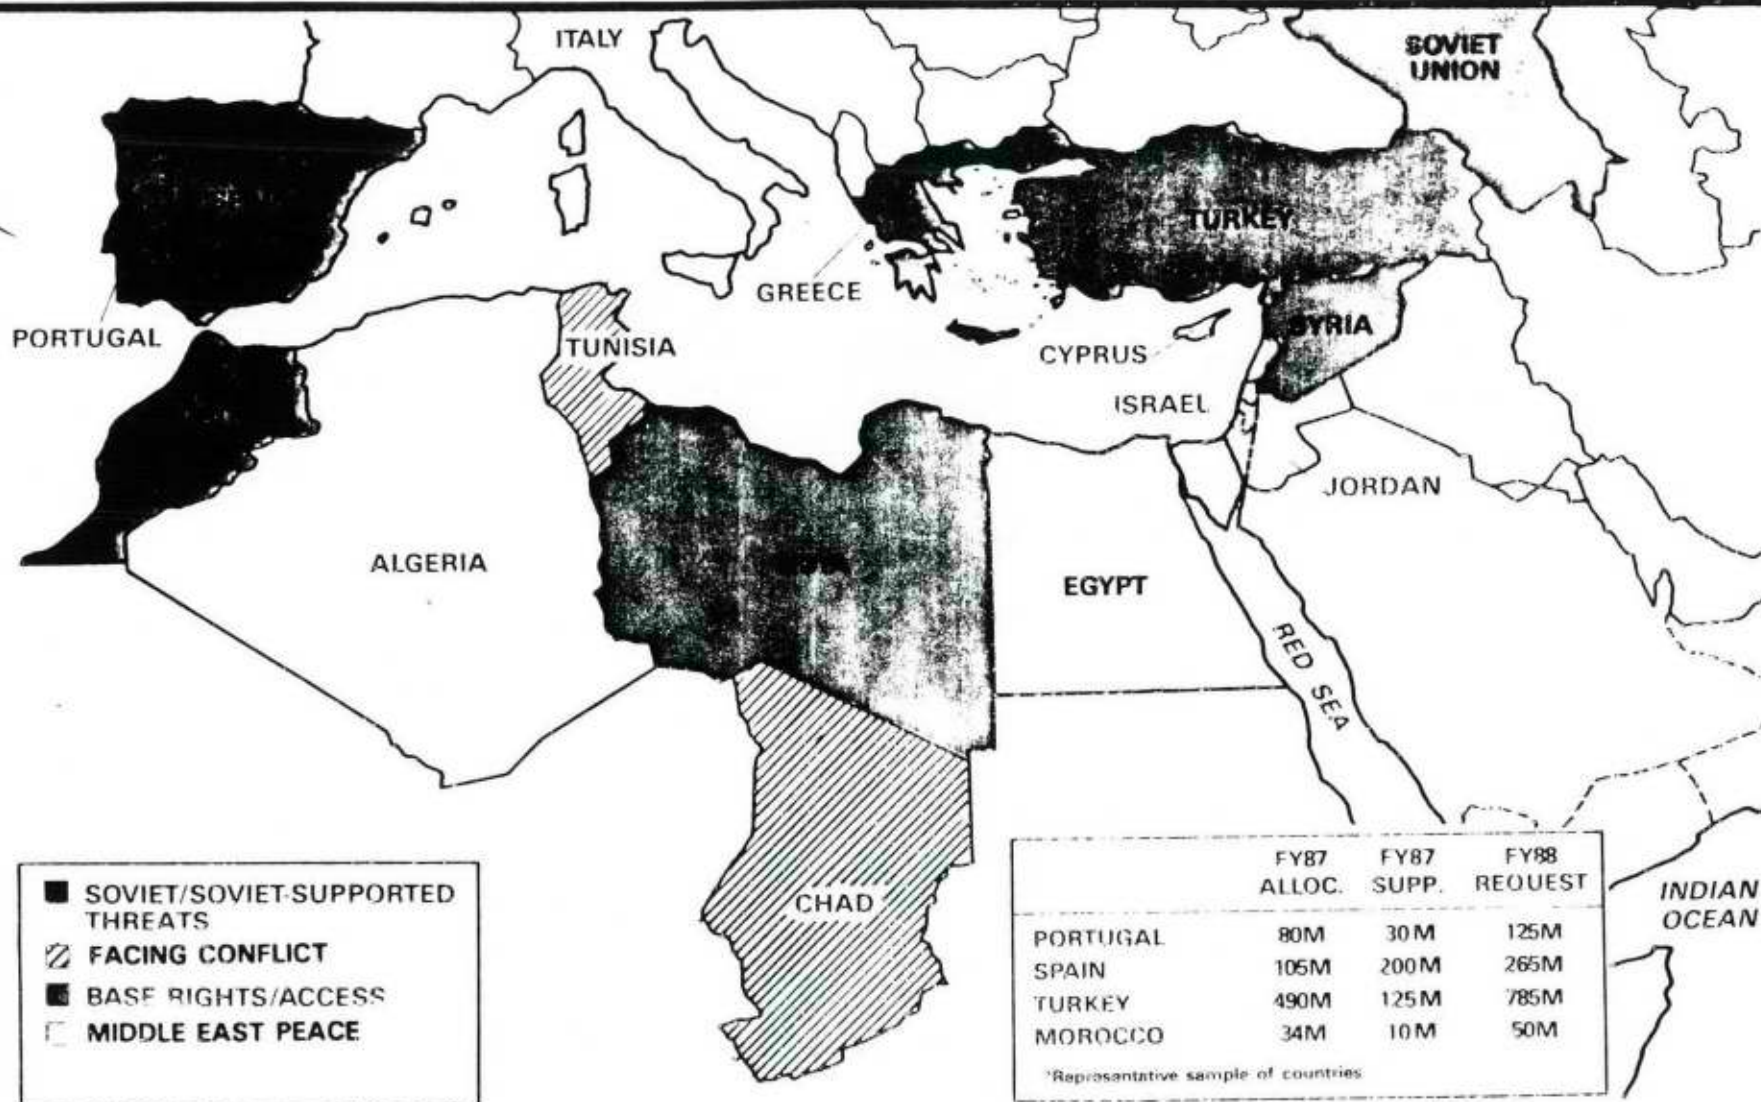 ITALY
SOVIET
UNION
TURKEY
GREECE
PORTUGAL
TUNISIA
SYRIA
CYPRUS
ISRAEL
JORDAN
ALGERIA
EGYPT
RED SEA
CHAD
INDIAN
OCEAN
SOVIET/SOVIET-SUPPORTED
THREATS
FACING CONFLICT
BASE RIGHTS/ACCESS
MIDDLE EAST PEACE
FY87 FY87 FY88
ALLOC. SUPP. REQUEST
PORTUGAL 80M 30M 125M
SPAIN 105M 200M 265M
TURKEY 490M 125M 785M
MOROCCO 34M 10M 50M
*Representative sample of countries